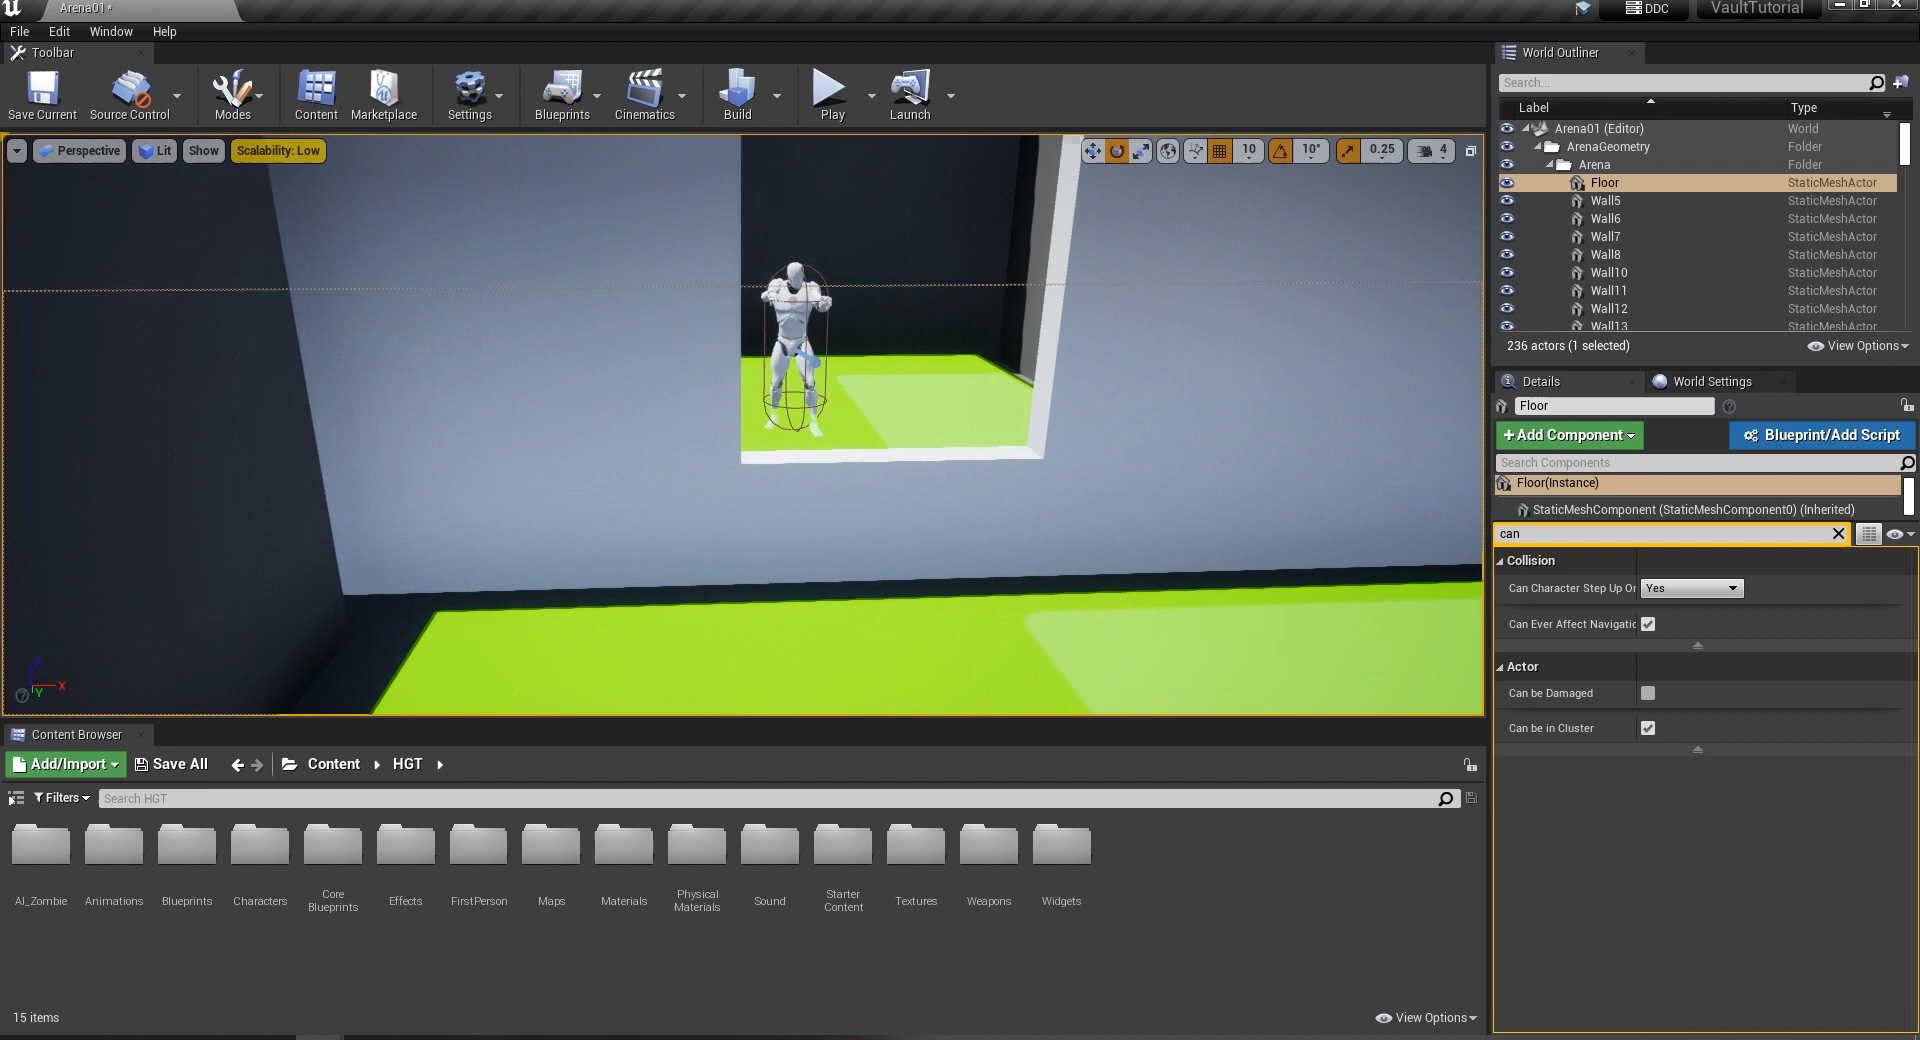 Arena01*
DDC
VaultTutorial
File Edit Window Help
Toolbar
Save Current
Source Control
Modes
Content
Marketplace
Settings
Blueprints
Cinematics
Build
Play
Launch
Perspective
Lit
Show
Scalability: Low
10
10°
0.25
4
Z
X
Y
World Outliner
Search...
Label Type
Arena01 (Editor) World
ArenaGeometry Folder
Arena Folder
Floor StaticMeshActor
Wall5 StaticMeshActor
Wall6 StaticMeshActor
Wall7 StaticMeshActor
Wall8 StaticMeshActor
Wall10 StaticMeshActor
Wall11 StaticMeshActor
Wall12 StaticMeshActor
Wall13 StaticMeshActor
236 actors (1 selected)
View Options
Details
World Settings
Floor
+Add Component
Blueprint/Add Script
Search Components
Floor(Instance)
StaticMeshComponent (StaticMeshComponent0) (Inherited)
can
Collision
Can Character Step Up Or Yes
Can Ever Affect Navigatic
Actor
Can be Damaged
Can be in Cluster
Content Browser
Add/Import
Save All
Content
HGT
Filters
Search HGT
AI_Zombie
Animations
Blueprints
Characters
Core
Blueprints
Effects
FirstPerson
Maps
Materials
Physical
Materials
Sound
Starter
Content
Textures
Weapons
Widgets
15 items
View Options